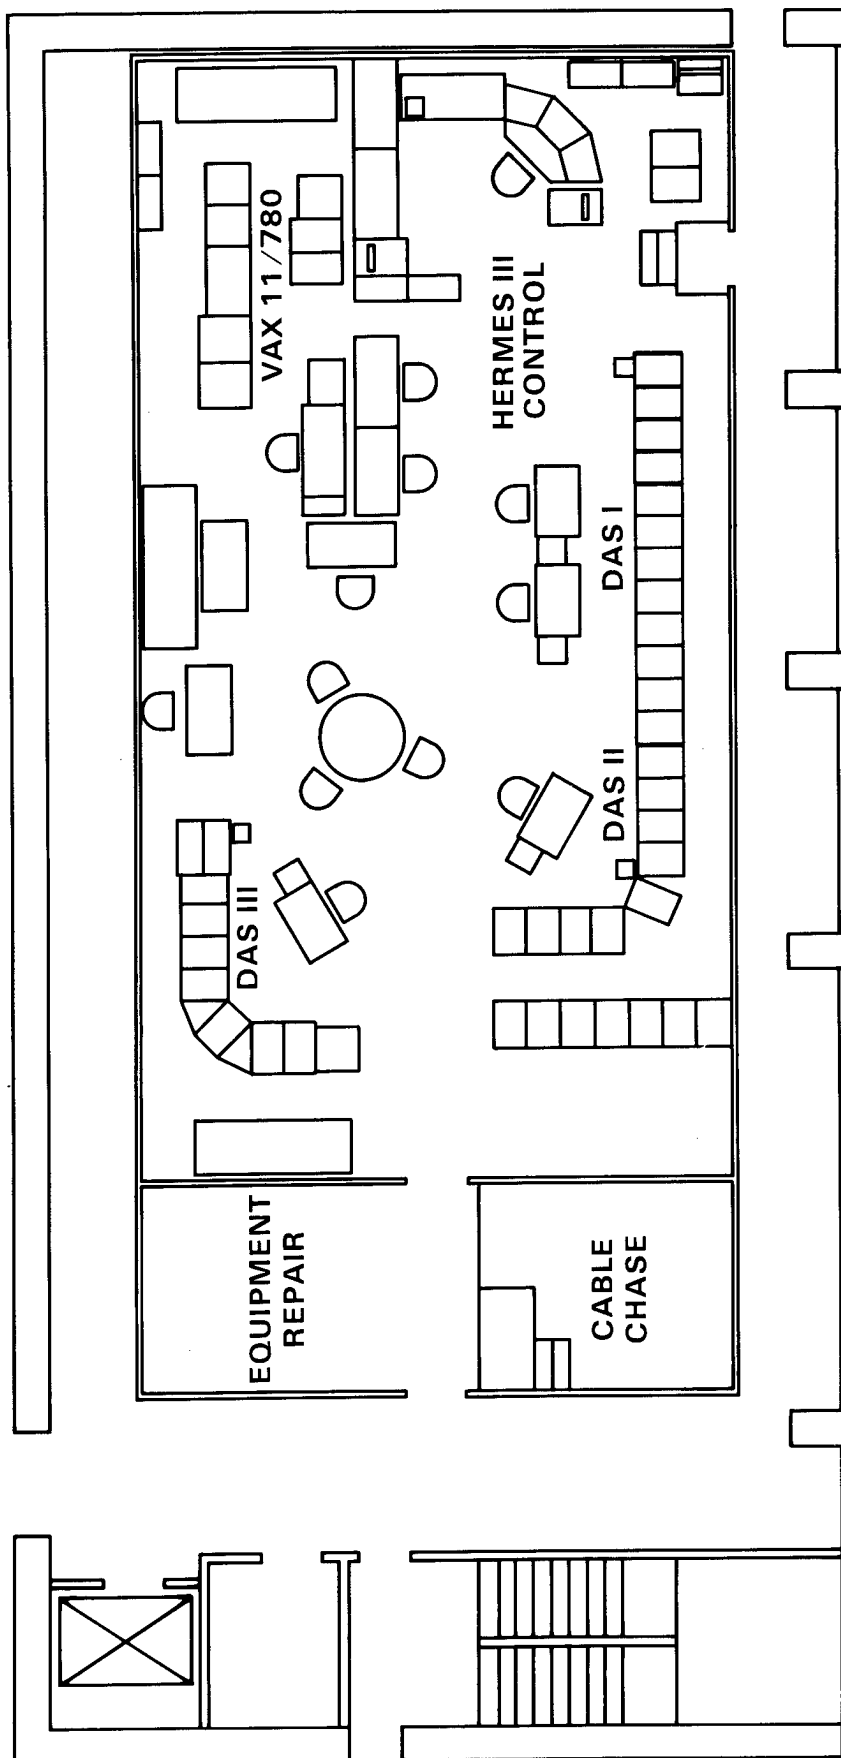 EQUIPMENT
REPAIR
CABLE
CHASE
DAS III
DAS II
DAS I
VAX 11/780
HERMES III
CONTROL